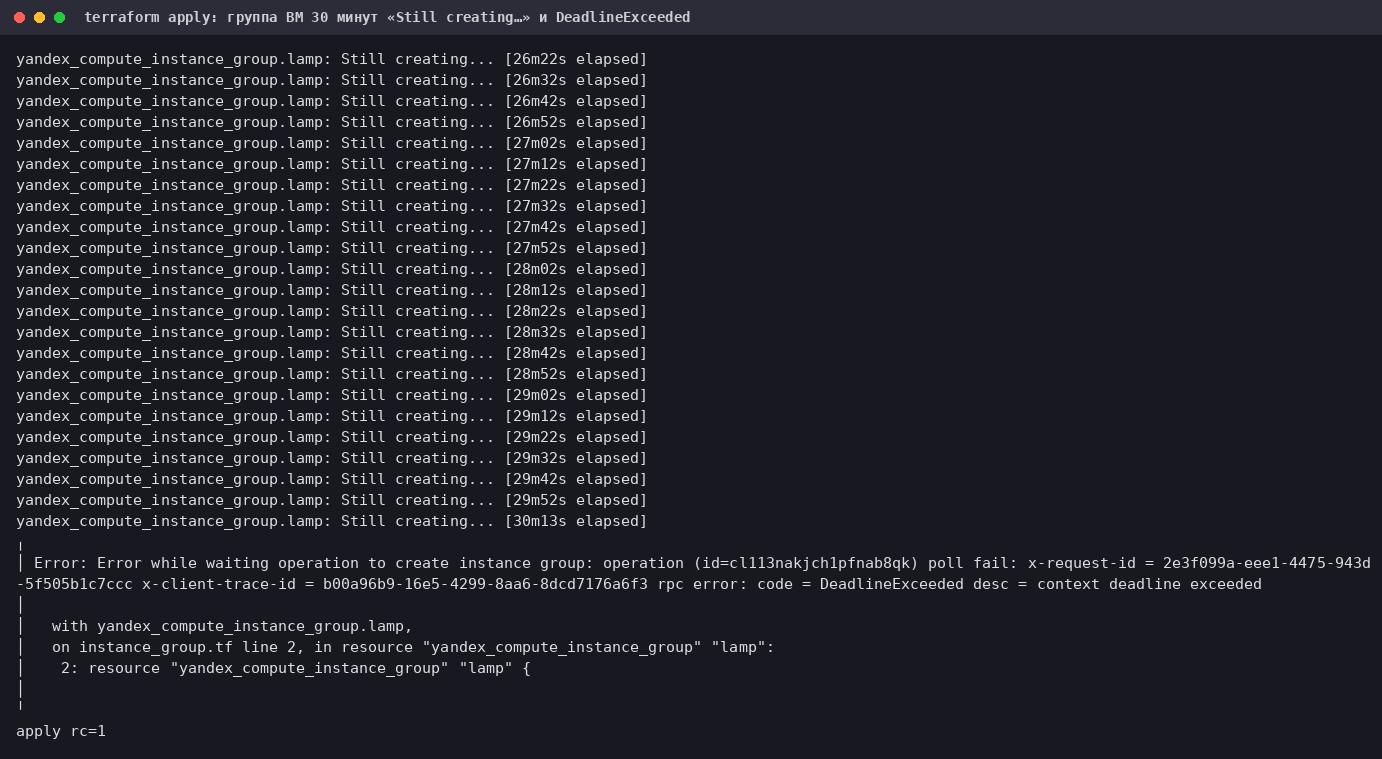 terraform apply: группа ВМ 30 минут «Still creating…» и DeadlineExceeded
yandex_compute_instance_group.lamp: Still creating... [26m22s elapsed]
yandex_compute_instance_group.lamp: Still creating... [26m32s elapsed]
yandex_compute_instance_group.lamp: Still creating... [26m42s elapsed]
yandex_compute_instance_group.lamp: Still creating... [26m52s elapsed]
yandex_compute_instance_group.lamp: Still creating... [27m02s elapsed]
yandex_compute_instance_group.lamp: Still creating... [27m12s elapsed]
yandex_compute_instance_group.lamp: Still creating... [27m22s elapsed]
yandex_compute_instance_group.lamp: Still creating... [27m32s elapsed]
yandex_compute_instance_group.lamp: Still creating... [27m42s elapsed]
yandex_compute_instance_group.lamp: Still creating... [27m52s elapsed]
yandex_compute_instance_group.lamp: Still creating... [28m02s elapsed]
yandex_compute_instance_group.lamp: Still creating... [28m12s elapsed]
yandex_compute_instance_group.lamp: Still creating... [28m22s elapsed]
yandex_compute_instance_group.lamp: Still creating... [28m32s elapsed]
yandex_compute_instance_group.lamp: Still creating... [28m42s elapsed]
yandex_compute_instance_group.lamp: Still creating... [28m52s elapsed]
yandex_compute_instance_group.lamp: Still creating... [29m02s elapsed]
yandex_compute_instance_group.lamp: Still creating... [29m12s elapsed]
yandex_compute_instance_group.lamp: Still creating... [29m22s elapsed]
yandex_compute_instance_group.lamp: Still creating... [29m32s elapsed]
yandex_compute_instance_group.lamp: Still creating... [29m42s elapsed]
yandex_compute_instance_group.lamp: Still creating... [29m52s elapsed]
yandex_compute_instance_group.lamp: Still creating... [30m13s elapsed]
╷
│ Error: Error while waiting operation to create instance group: operation (id=cl113nakjch1pfnab8qk) poll fail: x-request-id = 2e3f099a-eee1-4475-943d
-5f505b1c7ccc x-client-trace-id = b00a96b9-16e5-4299-8aa6-8dcd7176a6f3 rpc error: code = DeadlineExceeded desc = context deadline exceeded
│
│   with yandex_compute_instance_group.lamp,
│   on instance_group.tf line 2, in resource "yandex_compute_instance_group" "lamp":
│    2: resource "yandex_compute_instance_group" "lamp" {
│
╵
apply rc=1